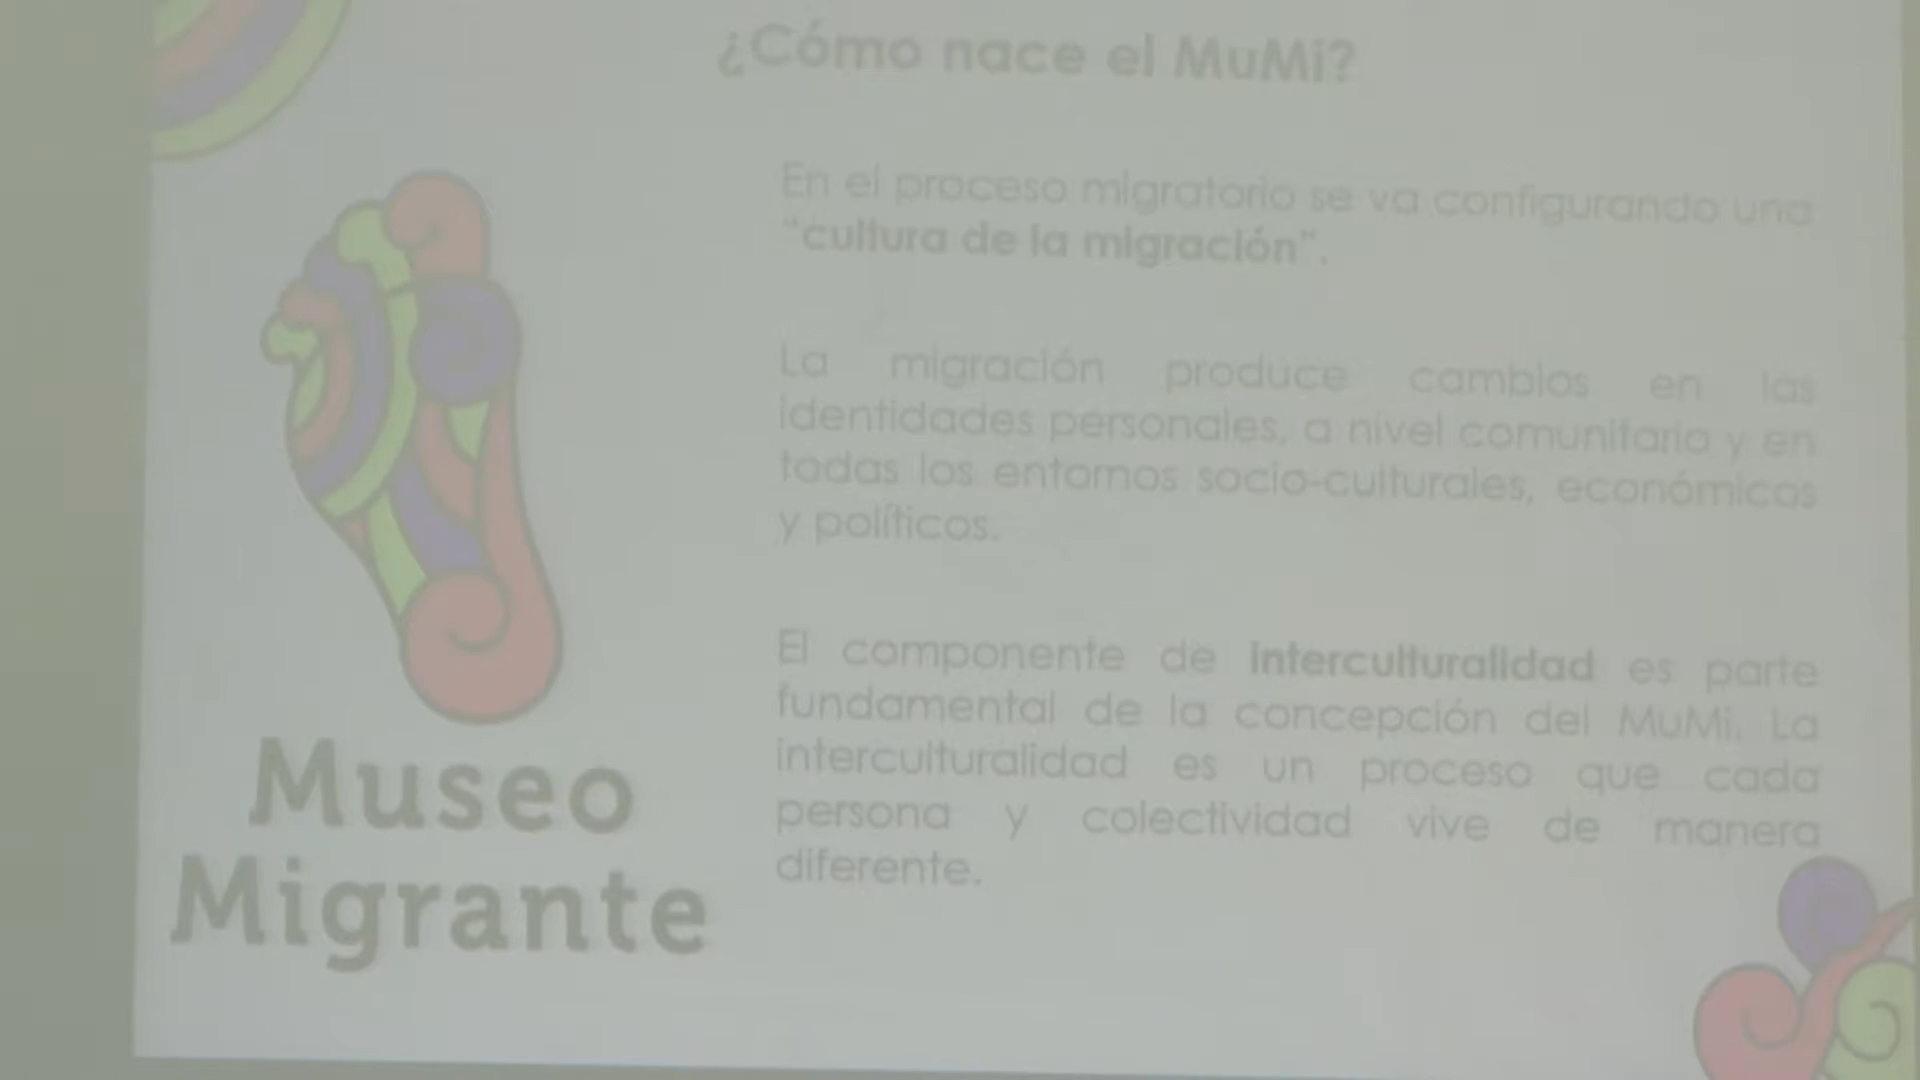 ¿Cómo nace el MuMi?
En el proceso migratorio se va configurando una
"cultura de la migración".
La migración produce cambios en las
identidades personales, a nivel comunitario y en
todas los entornos socio-culturales, económicos
y políticos.
El componente de interculturalidad es parte
fundamental de la concepción del MuMi. La
interculturalidad es un proceso que cada
persona y colectividad vive de manera
diferente.
Museo
Migrante